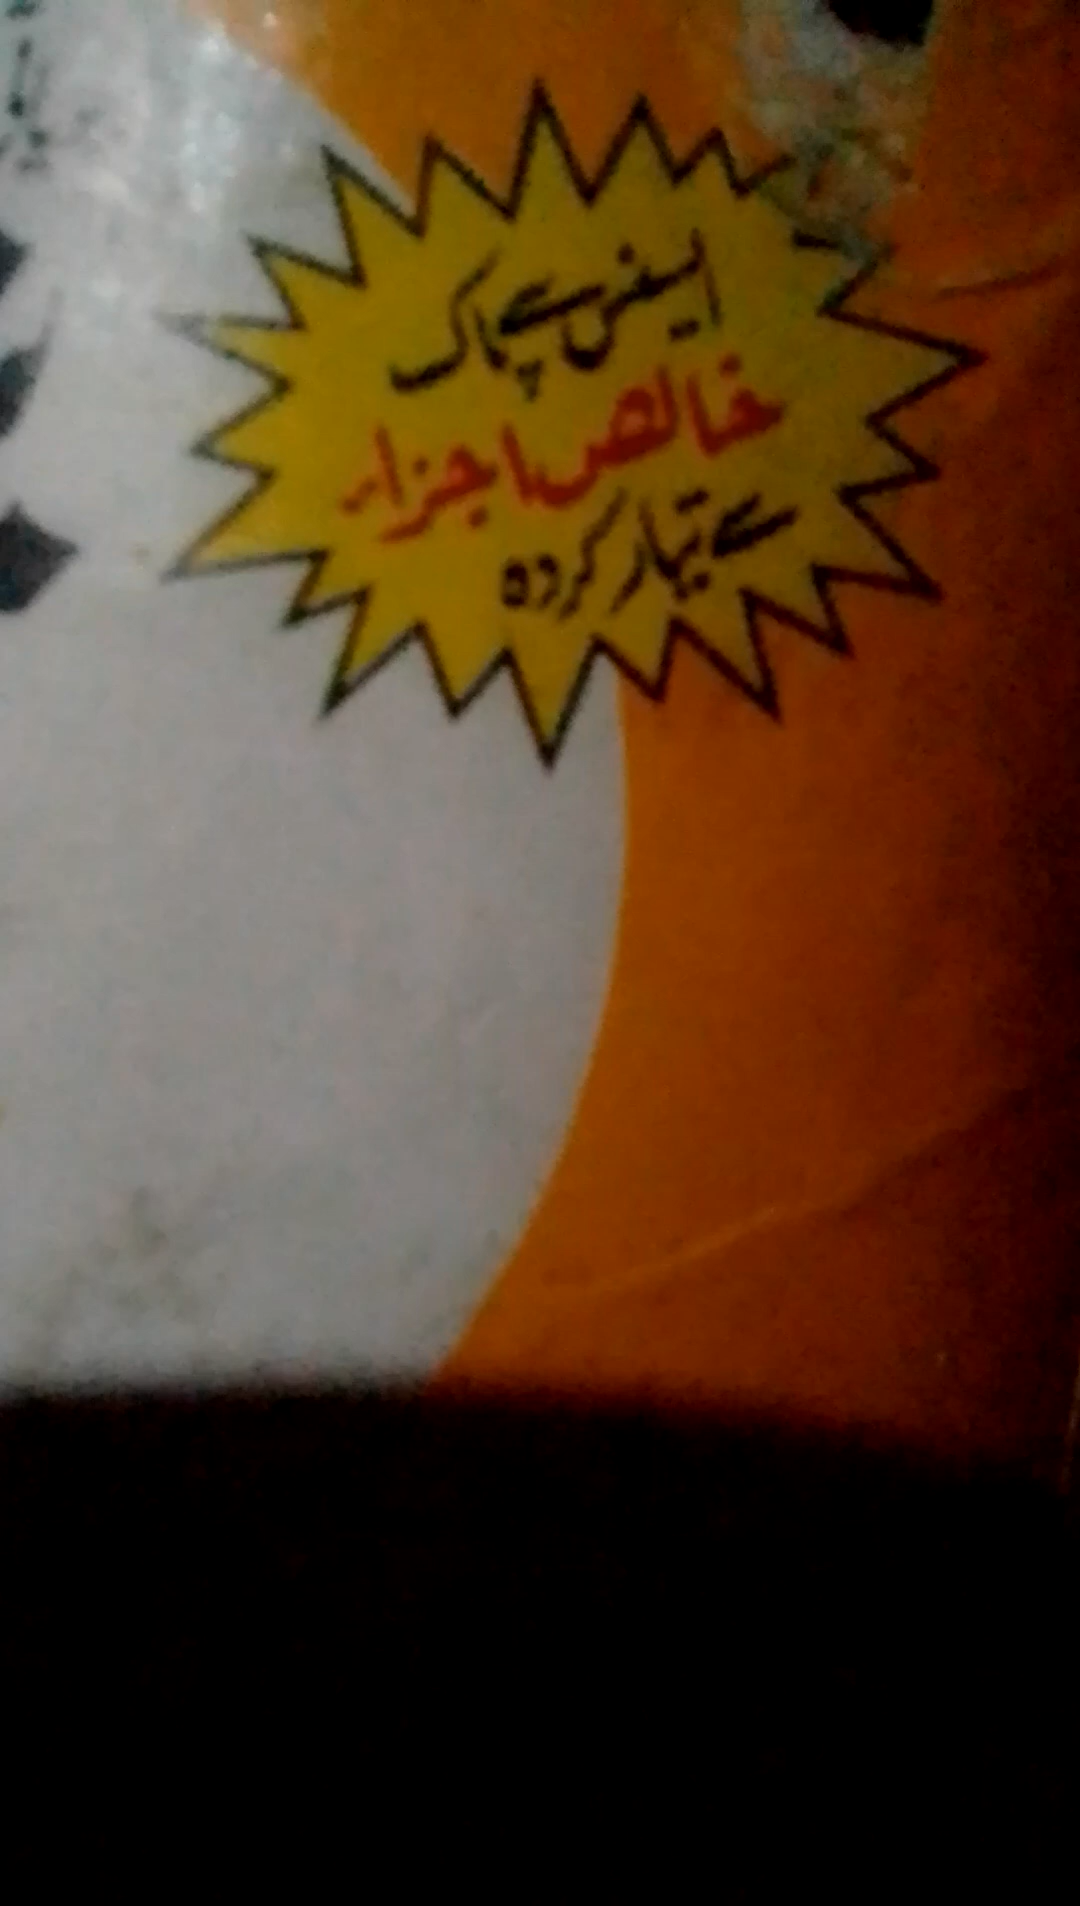 ایسنس سے پاک
خالص اجزاء
سے تیار کردہ